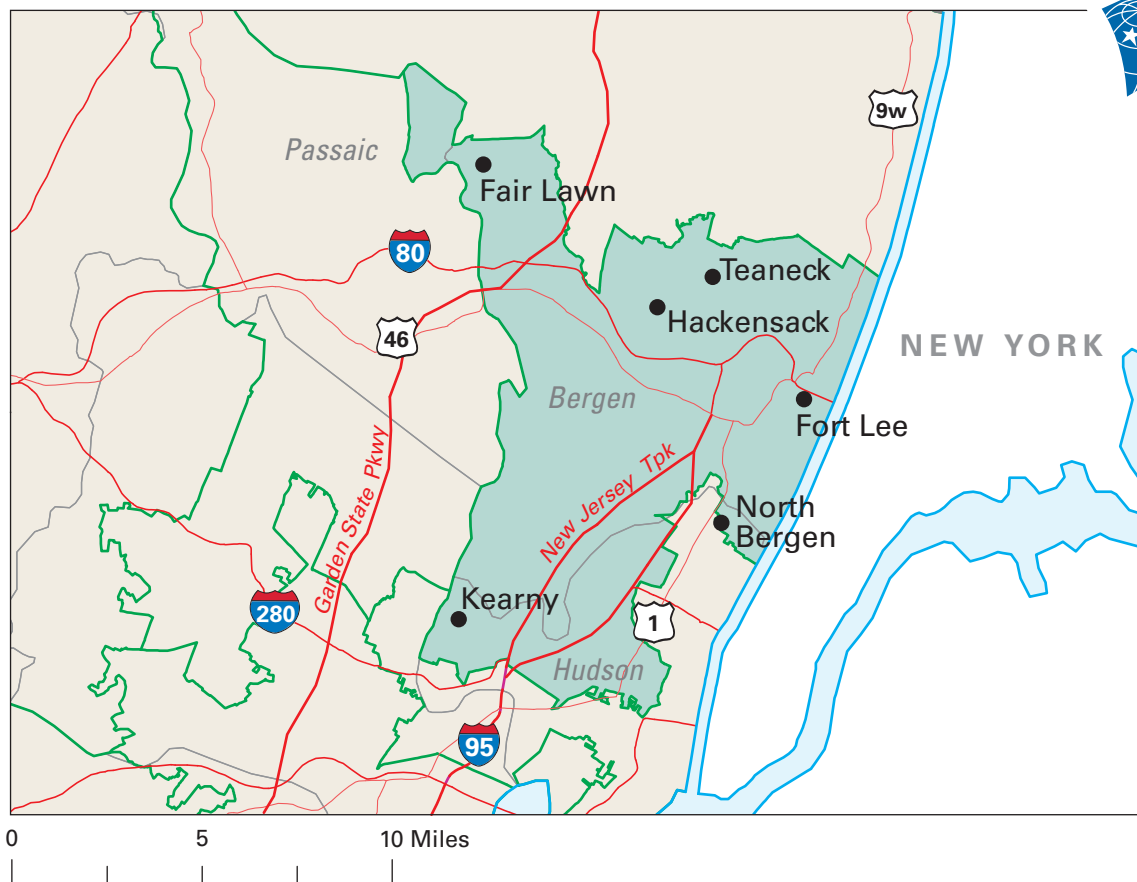 9w
Passaic
Fair Lawn
80
Teaneck
Hackensack
46
NEW YORK
Bergen
Fort Lee
Garden State Pkwy
New Jersey Tpk
North
Bergen
Kearny
280
1
Hudson
95
0 5 10 Miles